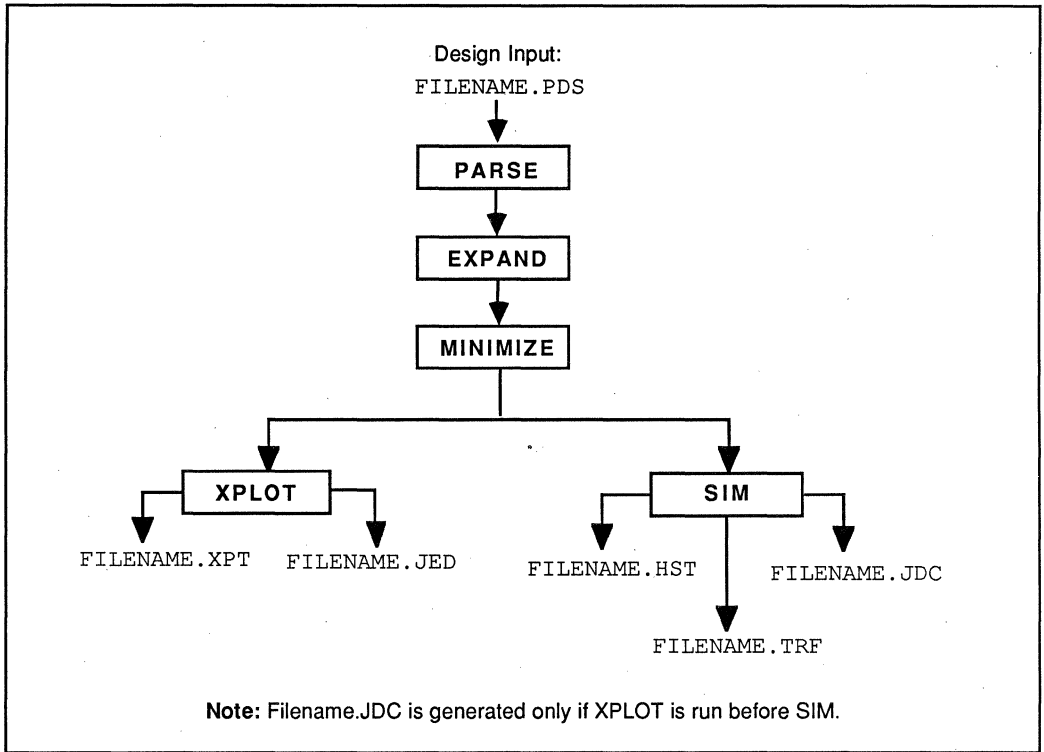 Design Input:
FILENAME.PDS
PARSE
EXPAND
MINIMIZE
XPLOT
SIM
FILENAME.XPT
FILENAME.JED
FILENAME.HST
FILENAME.JDC
FILENAME.TRF
Note: Filename.JDC is generated only if XPLOT is run before SIM.